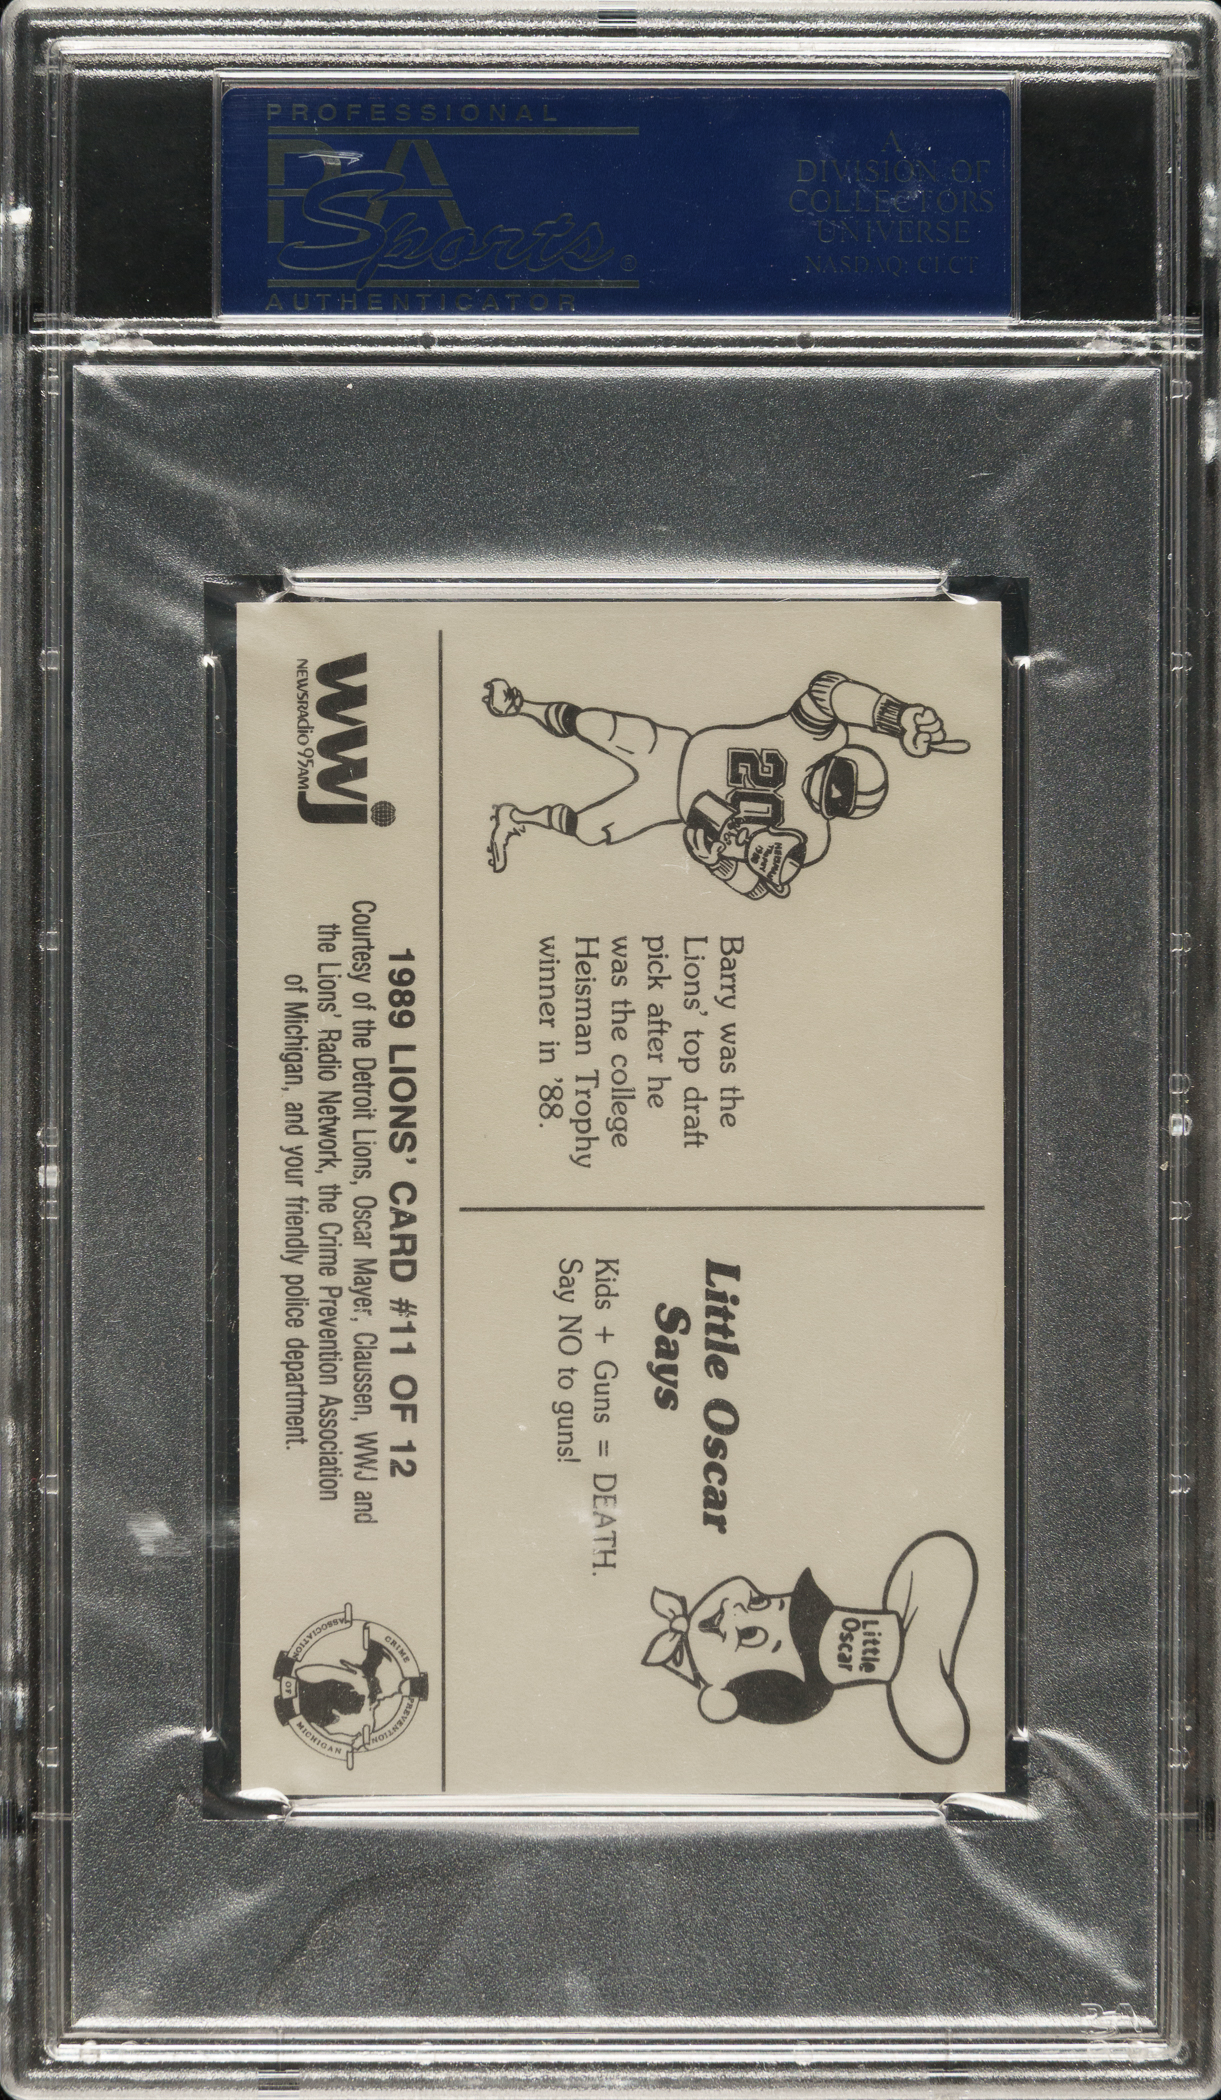 PROFESSIONAL
PSA
Sports®
AUTHENTICATOR
A
DIVISION OF
COLLECTORS
UNIVERSE
NASDAQ: CLCT
20
HEISMAN
TROPHY
Barry was the
Lions' top draft
pick after he
was the college
Heisman Trophy
winner in '88.
Little Oscar
Says
Kids + Guns = DEATH.
Say NO to guns!
Little
Oscar
WWJ
NEWSRADIO 95AM
1989 LIONS' CARD #11 OF 12
Courtesy of the Detroit Lions, Oscar Mayer, Claussen, WWJ and
the Lions' Radio Network, the Crime Prevention Association
of Michigan, and your friendly police department.
CRIME PREVENTION ASSOCIATION OF MICHIGAN
PSA